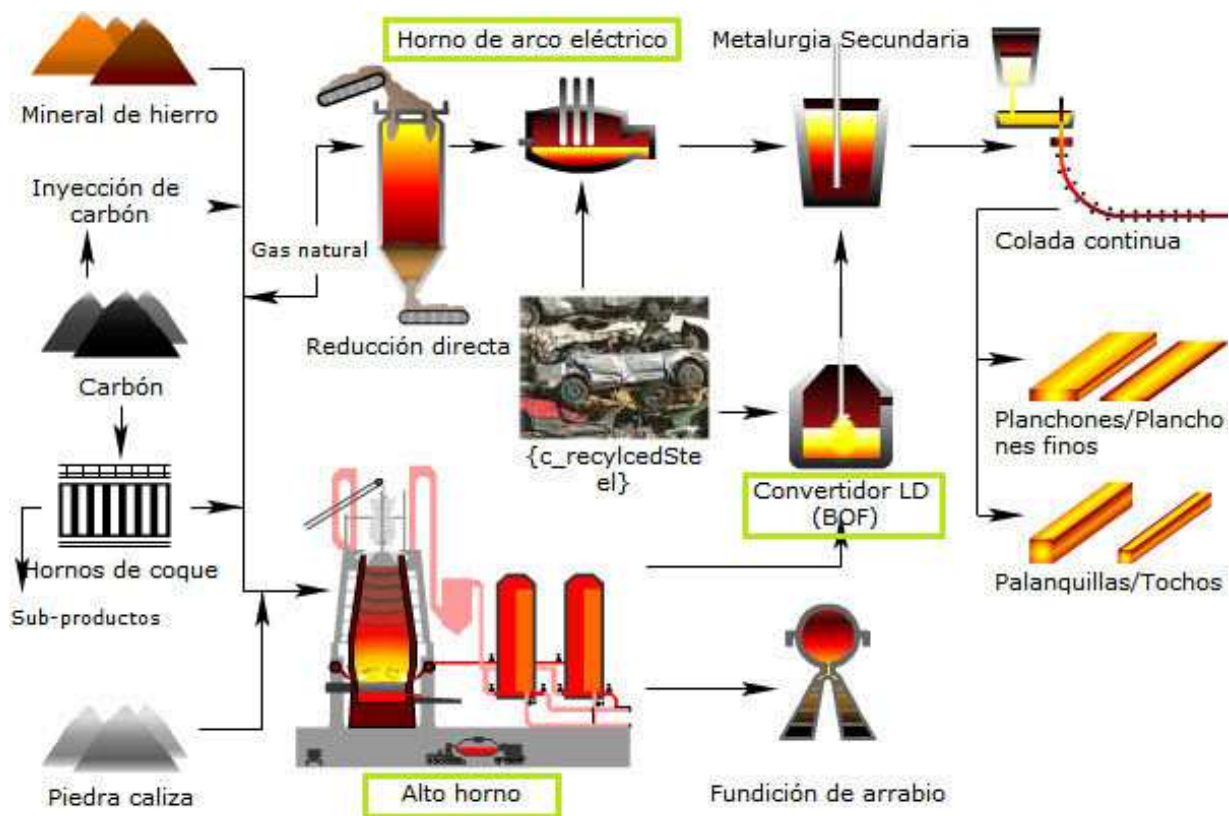 Horno de arco eléctrico
Metalurgia Secundaria
Mineral de hierro
Inyección de
carbón
Gas natural
Colada continua
Reducción directa
Carbón
Planchones/Plancho
nes finos
{c_recylcedSte
el}
Convertidor LD
(BOF)
Hornos de coque
Palanquillas/Tochos
Sub-productos
Piedra caliza
Alto horno
Fundición de arrabio